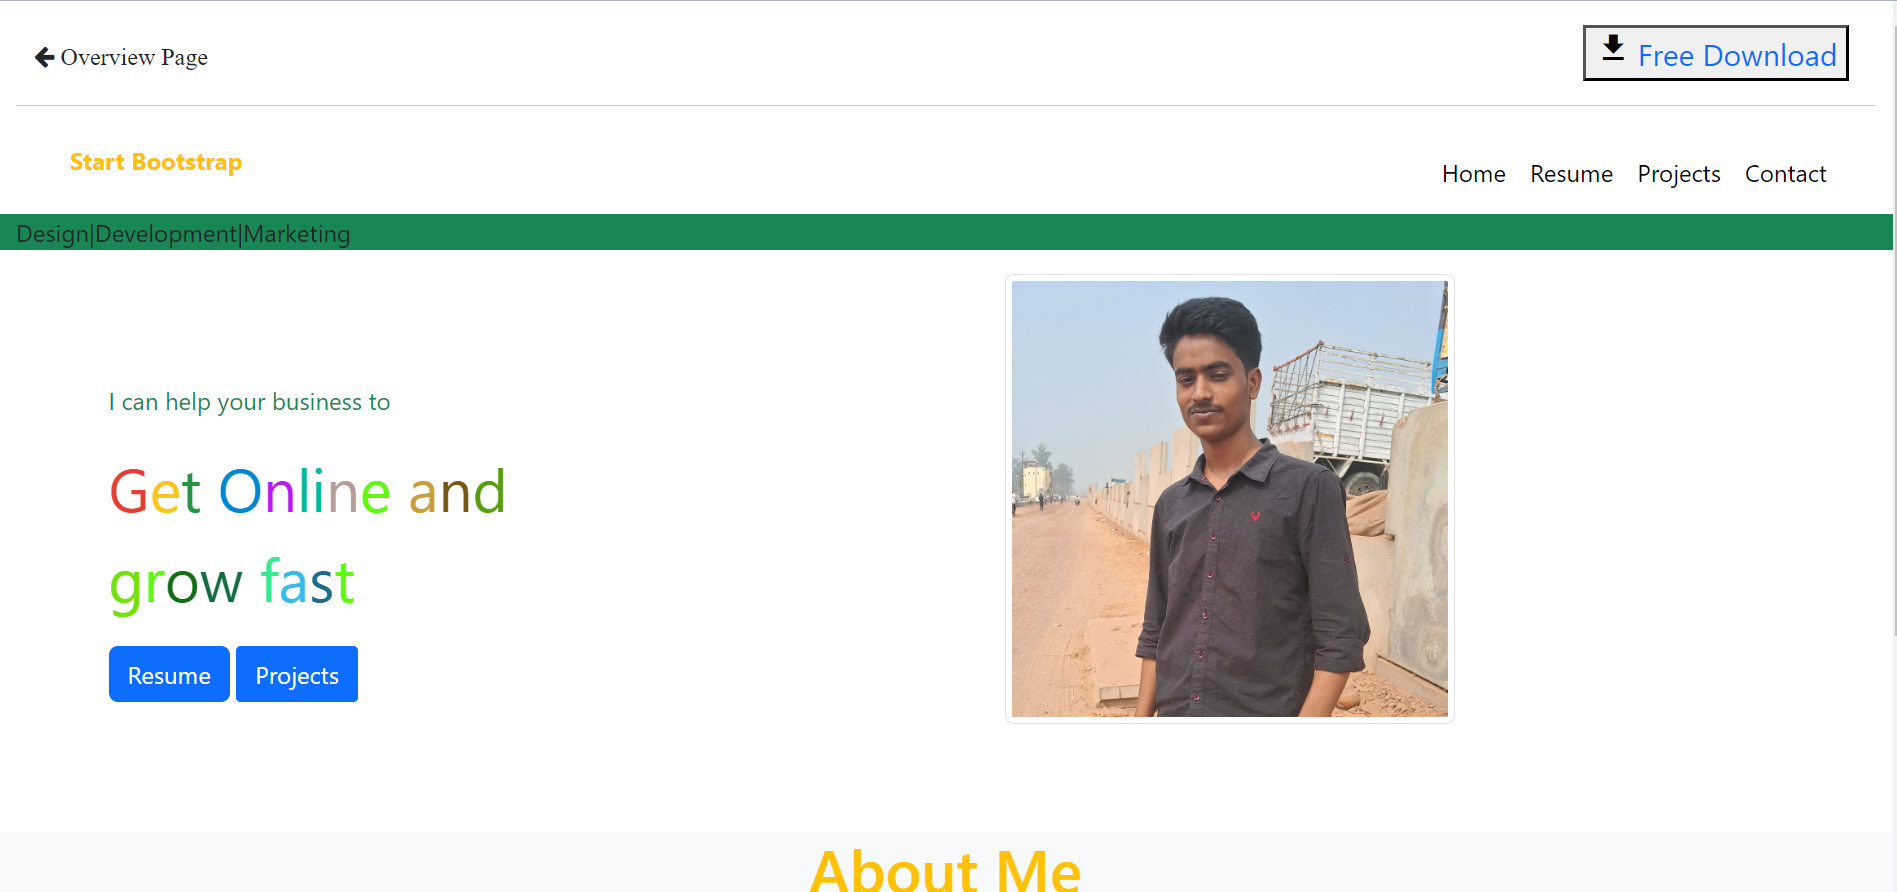 Overview Page
Free Download
Start Bootstrap
Home Resume Projects Contact
Design|Development|Marketing
I can help your business to
Get Online and
grow fast
Resume Projects
About Me